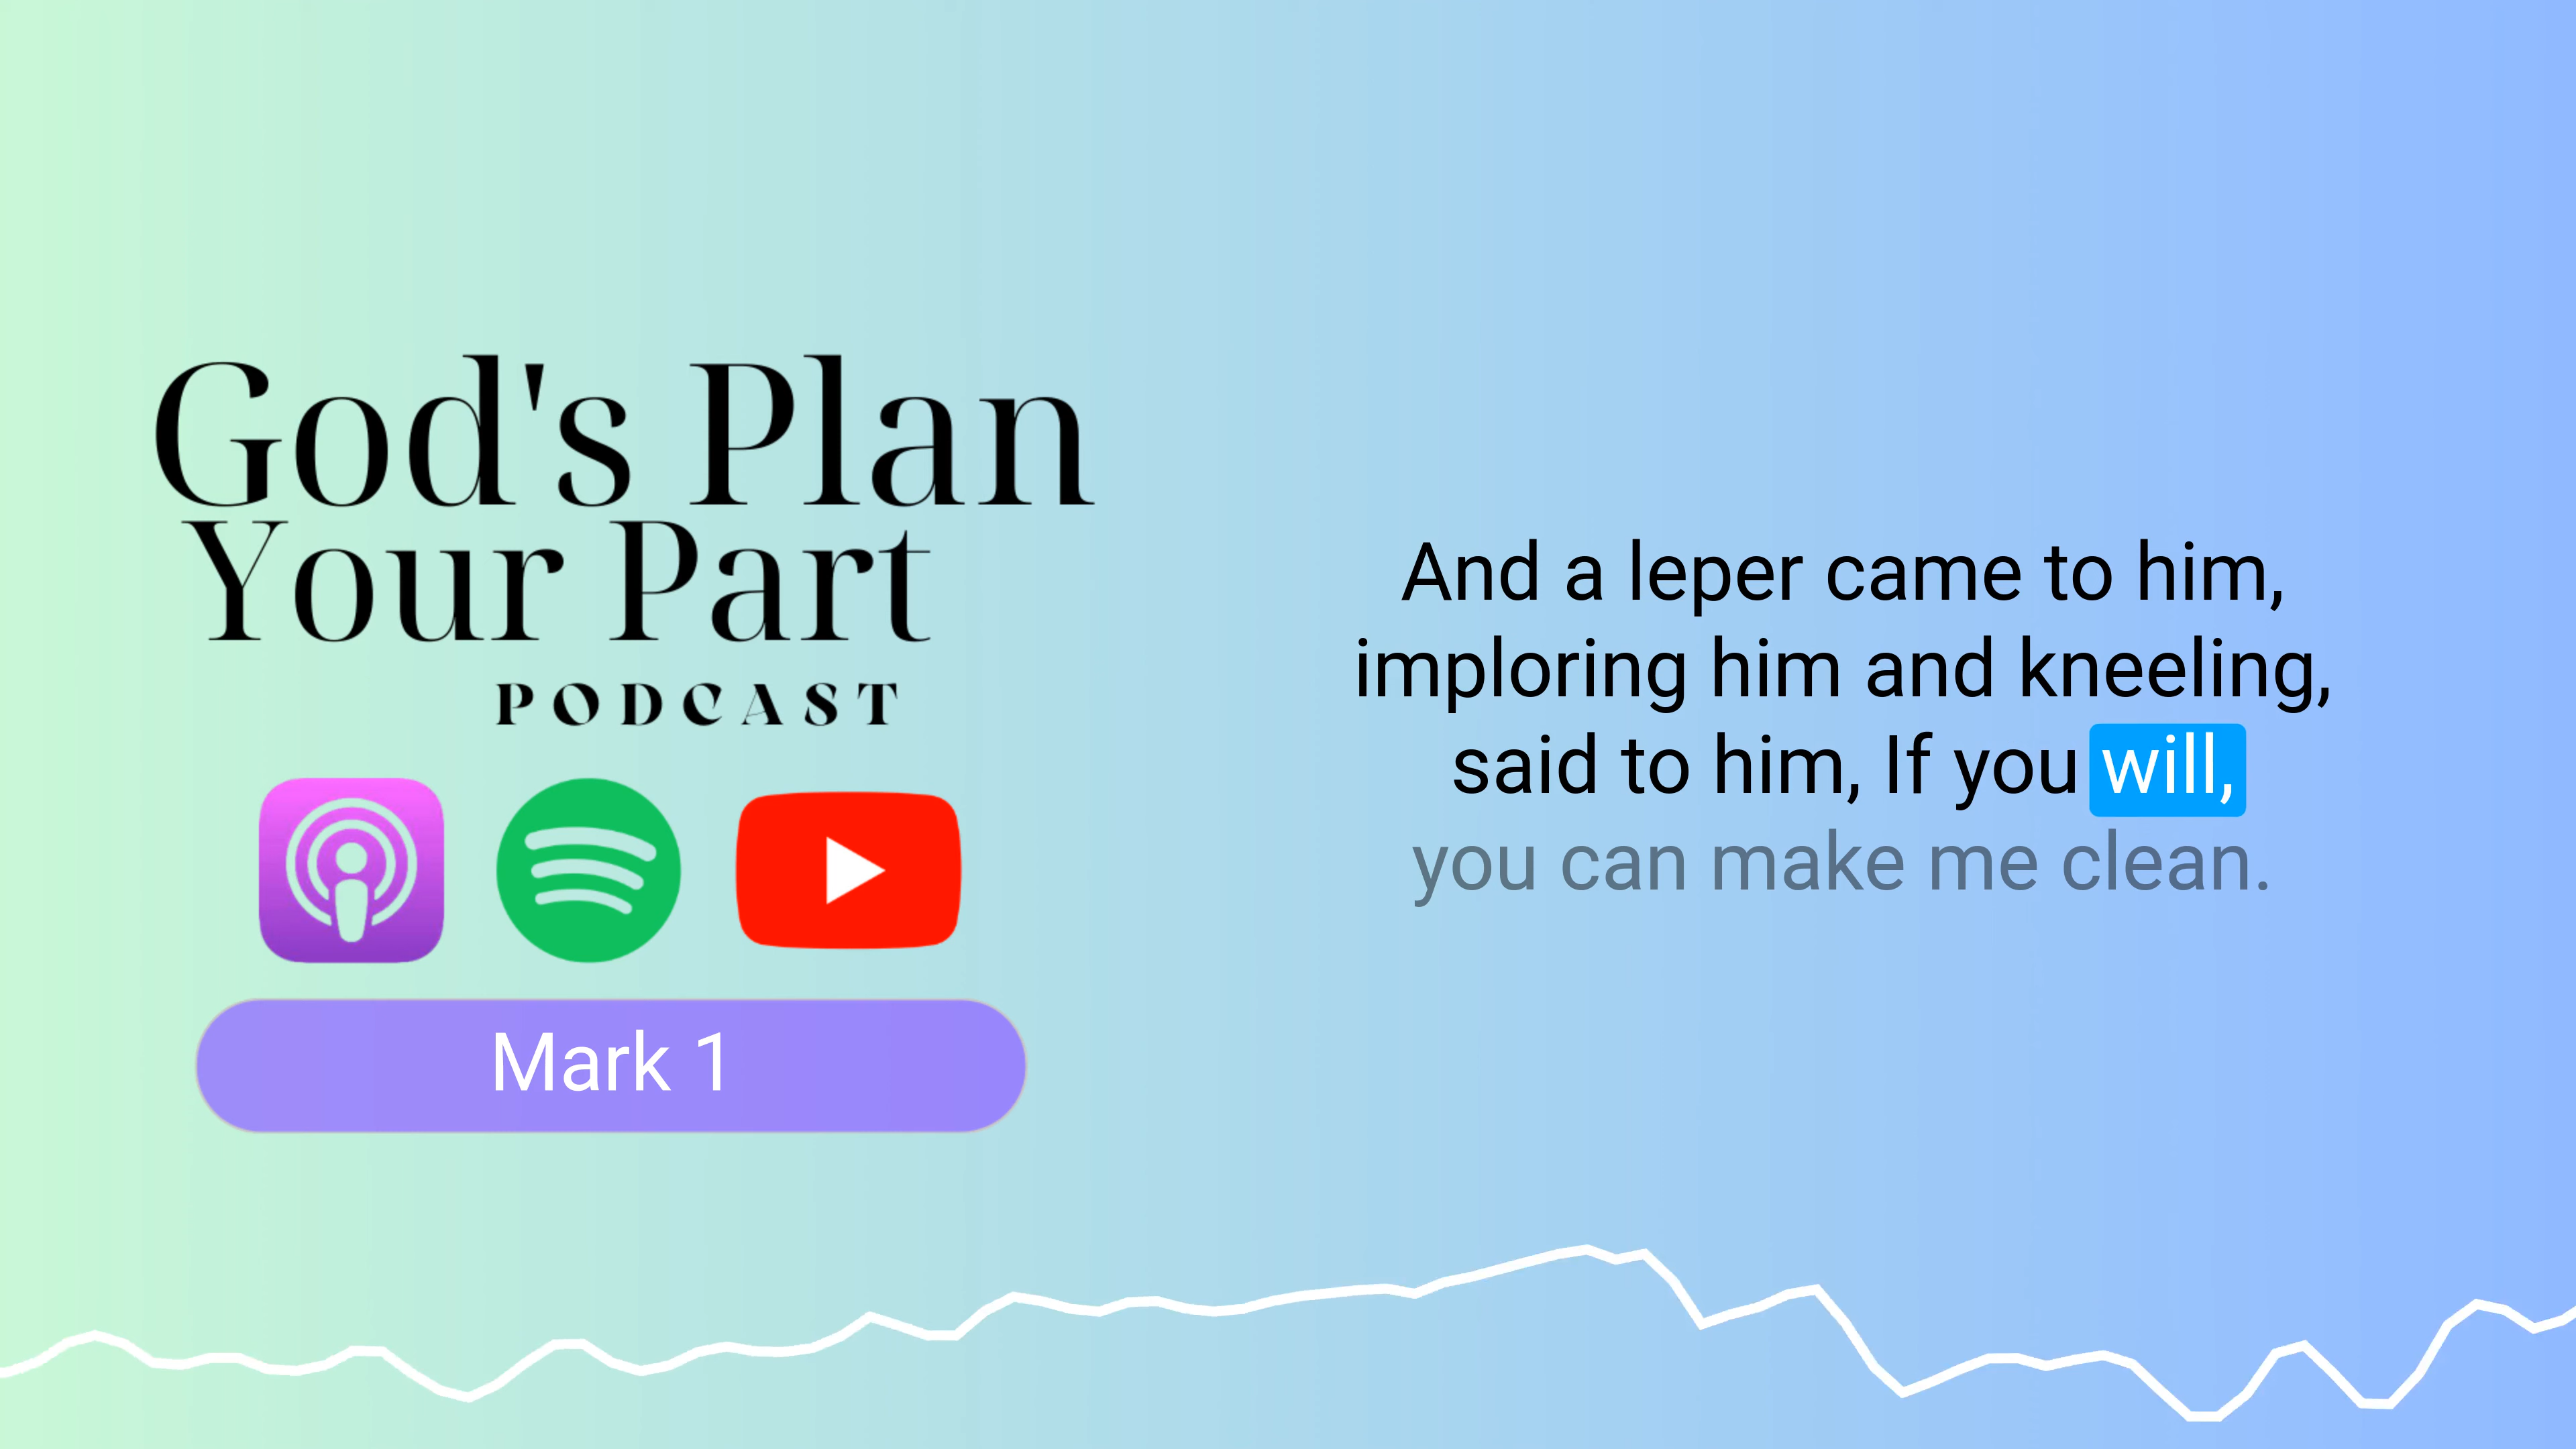 God's Plan
Your Part
PODCAST
Mark 1
And a leper came to him,
imploring him and kneeling,
said to him, If you will,
you can make me clean.